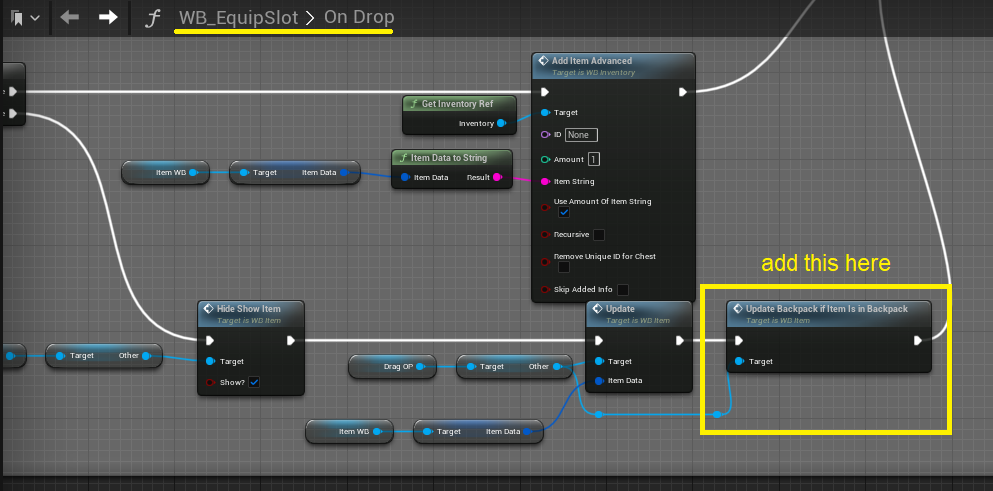 WB_EquipSlot > On Drop
Add Item Advanced
Target is WB Inventory
Get Inventory Ref
Inventory
Target
ID None
Amount 1
Item Data to String
Item WB
Target Item Data
Item Data Result
Item String
Use Amount Of Item String
Recursive
Remove Unique ID for Chest
Skip Added Info
add this here
Hide Show Item
Target is WB Item
Update
Target is WB Item
Update Backpack if Item Is in Backpack
Target is WB Item
Target Other
Target
Show?
Drag OP
Target Other
Target
Item Data
Target
Item WB
Target Item Data